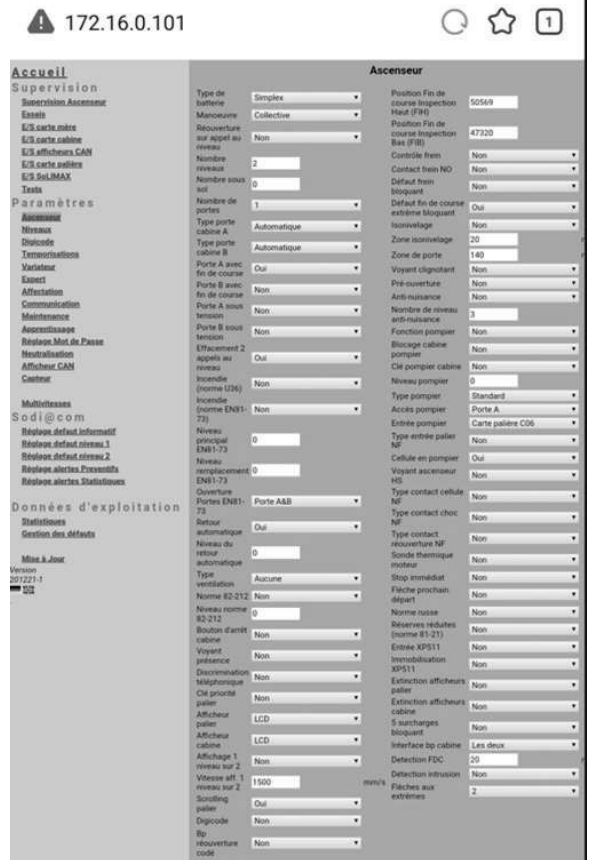 172.16.0.101
1
Accueil
Supervision
Supervision Ascenseur
Essais
E/S carte mère
E/S carte cabine
E/S afficheurs CAN
E/S carte palière
E/S SoLIMAX
Tests
Paramètres
Ascenseur
Niveaux
Digicode
Temporisations
Variateur
Expert
Affectation
Communication
Maintenance
Apprentissage
Réglage Mot de Passe
Neutralisation
Afficheur CAN
Capteur
Multivitesses
Sodi@com
Réglage defaut informatif
Réglage defaut niveau 1
Réglage defaut niveau 2
Réglage alertes Preventifs
Réglage alertes Statistiques
Données d'exploitation
Statistiques
Gestion des défauts
Mise à Jour
Version
201221-1
Ascenseur
Type de
batterie
Simplex
Manoeuvre
Collective
Réouverture
sur appel au
niveau
Non
Nombre
niveaux
2
Nombre sous
sol
0
Nombre de
portes
1
Type porte
cabine A
Automatique
Type porte
cabine B
Automatique
Porte A avec
fin de course
Oui
Porte B avec
fin de course
Non
Porte A sous
tension
Non
Porte B sous
tension
Non
Effacement 2
appels au
niveau
Oui
Incendie
(norme U36)
Non
Incendie
(norme EN81-
73)
Non
Niveau
principal
EN81-73
0
Niveau
remplacement
EN81-73
0
Ouverture
Portes EN81-
73
Porte A&B
Retour
automatique
Oui
Niveau du
retour
automatique
0
Type
ventilation
Aucune
Norme 82-212
Non
Niveau norme
82-212
0
Bouton d'arrêt
cabine
Non
Voyant
présence
Non
Discrimination
téléphonique
Non
Clé priorité
palier
Non
Afficheur
palier
LCD
Afficheur
cabine
LCD
Affichage 1
niveau sur 2
Non
Vitesse aff. 1
niveau sur 2
1500
mm/s
Scrolling
palier
Oui
Digicode
Non
Bp
réouverture
codé
Non
Position Fin de
course Inspection
Haut (FIH)
50569
Position Fin de
course Inspection
Bas (FIB)
47320
Contrôle frein
Non
Contact frein NO
Non
Défaut frein
bloquant
Non
Défaut fin de course
extrême bloquant
Oui
Isonivelage
Non
Zone isonivelage
20
Zone de porte
140
Voyant clignotant
Non
Pré-ouverture
Non
Anti-nuisance
Non
Nombre de niveau
anti-nuisance
3
Fonction pompier
Non
Blocage cabine
pompier
Non
Clé pompier cabine
Non
Niveau pompier
0
Type pompier
Standard
Accès pompier
Porte A
Entrée pompier
Carte palière C06
Type entrée palier
NF
Non
Cellule en pompier
Oui
Voyant ascenseur
HS
Non
Type contact cellule
NF
Non
Type contact choc
NF
Non
Type contact
réouverture NF
Non
Sonde thermique
moteur
Non
Stop immédiat
Non
Flèche prochain
départ
Non
Norme russe
Non
Réserves réduites
(norme 81-21)
Non
Entrée XP511
Non
Immobilisation
XP511
Non
Extinction afficheurs
palier
Non
Extinction afficheurs
cabine
Non
5 surcharges
bloquant
Non
Interface bp cabine
Les deux
Detection FDC
20
Détection intrusion
Non
Flèches aux
extrêmes
2